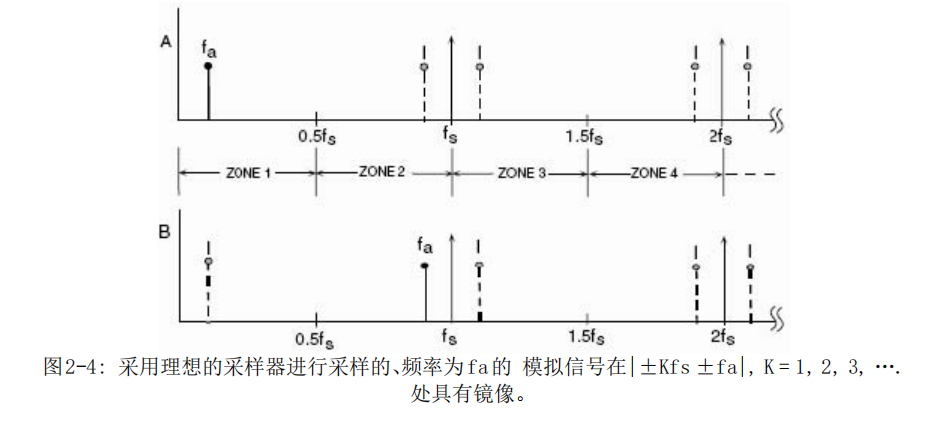 A
fa
I I I I
0.5fs fs 1.5fs 2fs
ZONE 1 ZONE 2 ZONE 3 ZONE 4
B
I fa I I I
0.5fs fs 1.5fs 2fs
图2-4: 采用理想的采样器进行采样的、频率为fa的 模拟信号在|±Kfs ±fa|, K = 1, 2, 3, ….
处具有镜像。